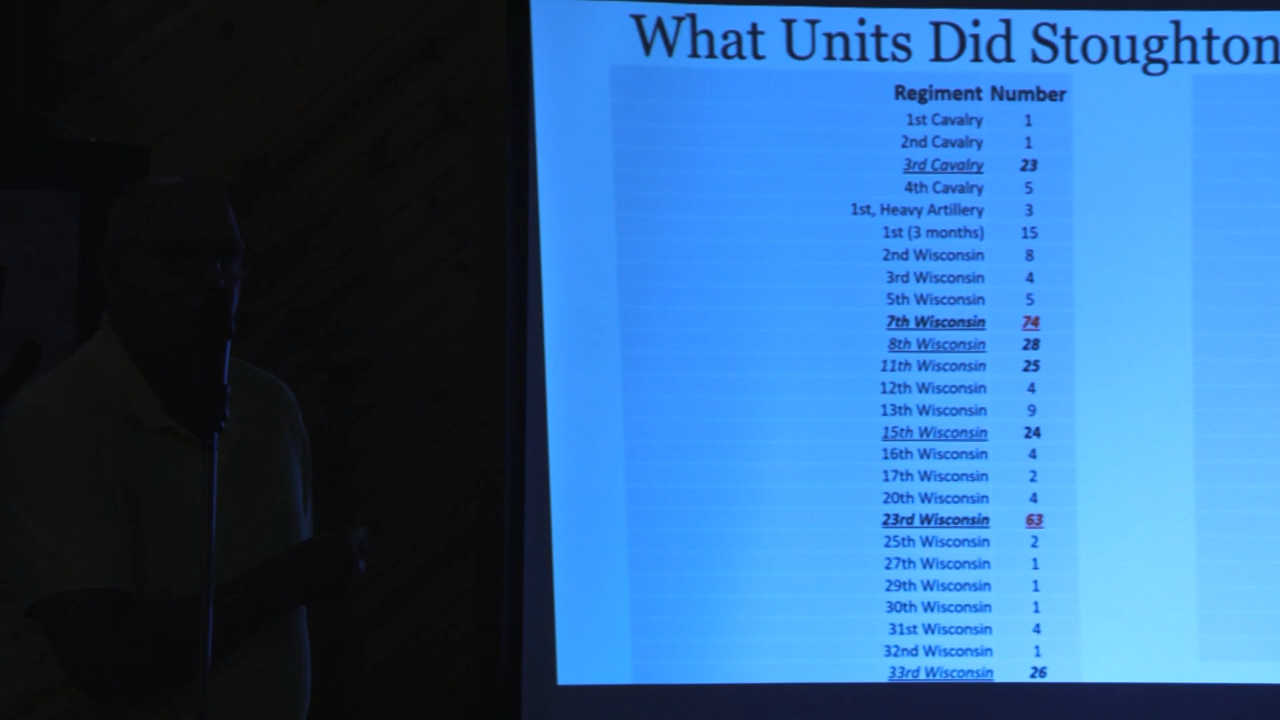 What Units Did Stoughton
Regiment Number
1st Cavalry 1
2nd Cavalry 1
3rd Cavalry 23
4th Cavalry 5
1st, Heavy Artillery 3
1st (3 months) 15
2nd Wisconsin 8
3rd Wisconsin 4
5th Wisconsin 5
7th Wisconsin 74
8th Wisconsin 28
11th Wisconsin 25
12th Wisconsin 4
13th Wisconsin 9
15th Wisconsin 24
16th Wisconsin 4
17th Wisconsin 2
20th Wisconsin 4
23rd Wisconsin 63
25th Wisconsin 2
27th Wisconsin 1
29th Wisconsin 1
30th Wisconsin 1
31st Wisconsin 4
32nd Wisconsin 1
33rd Wisconsin 26